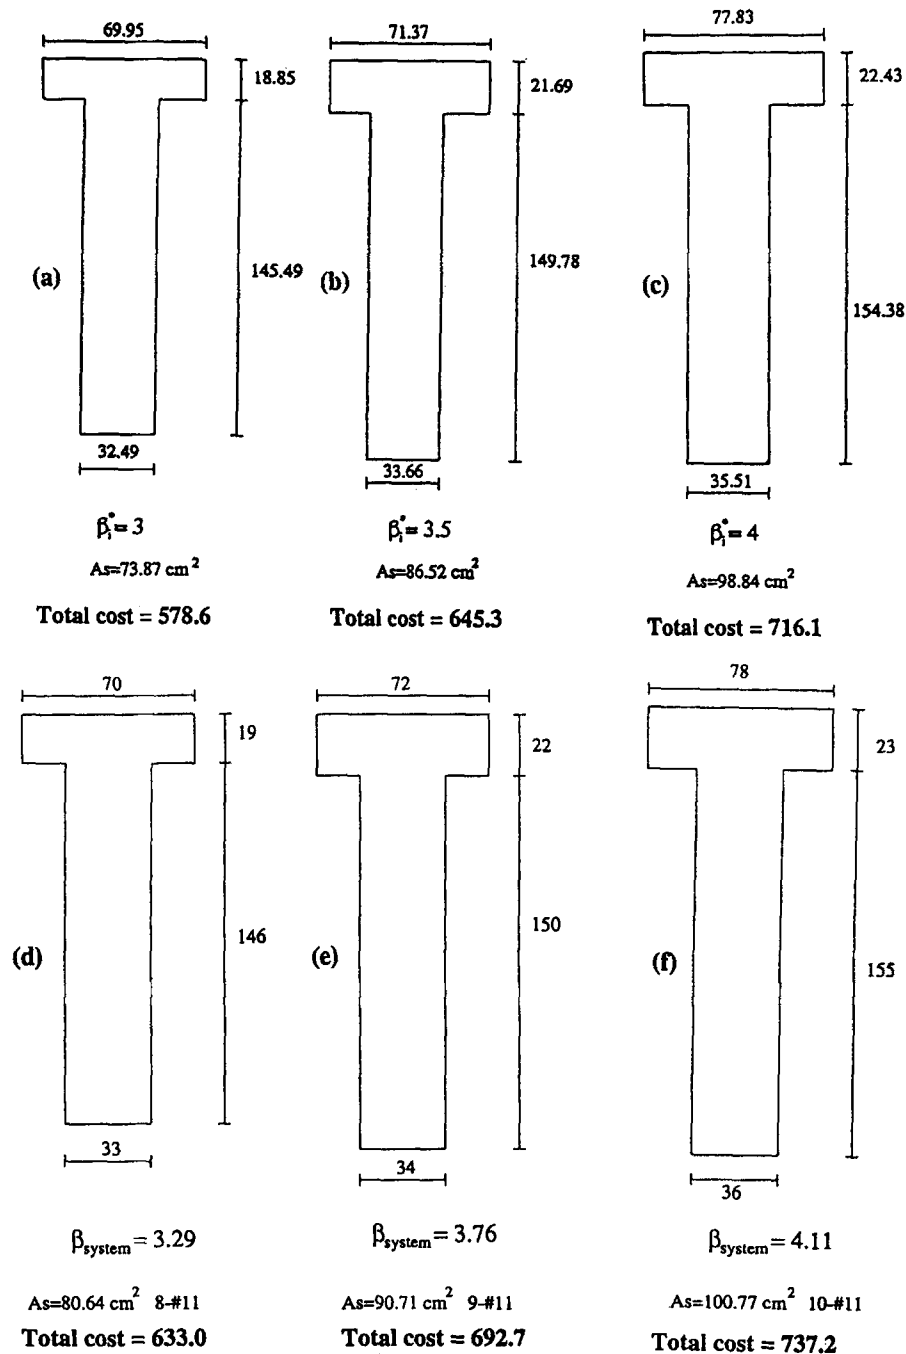 69.95
18.85
145.49
(a)
32.49
βᵢ*= 3
As=73.87 cm²
Total cost = 578.6
71.37
21.69
149.78
(b)
33.66
βᵢ*= 3.5
As=86.52 cm²
Total cost = 645.3
77.83
22.43
(c)
154.38
35.51
βᵢ*= 4
As=98.84 cm²
Total cost = 716.1
70
19
146
(d)
33
βsystem = 3.29
As=80.64 cm² 8-#11
Total cost = 633.0
72
22
150
(e)
34
βsystem = 3.76
As=90.71 cm² 9-#11
Total cost = 692.7
78
23
(f)
155
36
βsystem = 4.11
As=100.77 cm² 10-#11
Total cost = 737.2